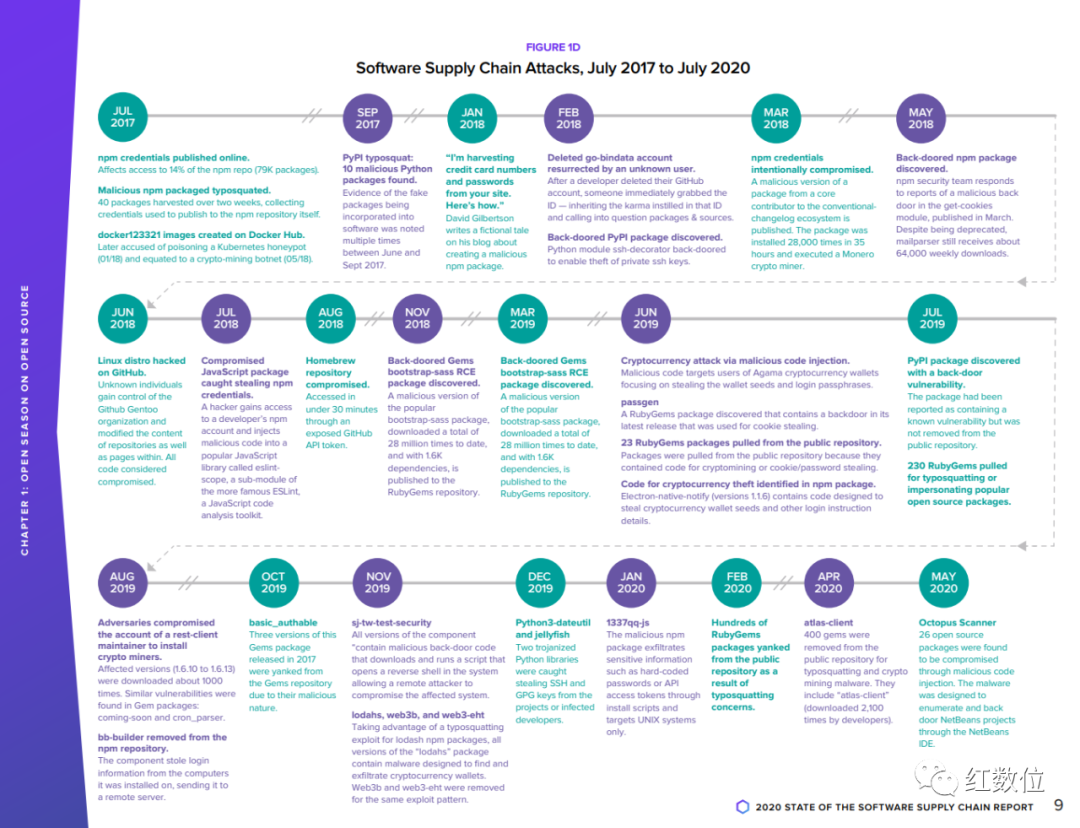 FIGURE 1D
Software Supply Chain Attacks, July 2017 to July 2020
JUL
2017
npm credentials published online.
Affects access to 14% of the npm repo (79K packages).
Malicious npm packaged typosquated.
40 packages harvested over two weeks, collecting
credentials used to publish to the npm repository itself.
docker123321 images created on Docker Hub.
Later accused of poisoning a Kubernetes honeypot
(01/18) and equated to a crypto-mining botnet (05/18).
SEP
2017
PyPI typosquat:
10 malicious Python
packages found.
Evidence of the fake
packages being
incorporated into
software was noted
multiple times
between June and
Sept 2017.
JAN
2018
"I'm harvesting
credit card numbers
and passwords
from your site.
Here's how."
David Gilbertson
writes a fictional tale
on his blog about
creating a malicious
npm package.
FEB
2018
Deleted go-bindata account
resurrected by an unknown user.
After a developer deleted their GitHub
account, someone immediately grabbed the
ID — inheriting the karma instilled in that ID
and calling into question packages & sources.
Back-doored PyPI package discovered.
Python module ssh-decorator back-doored
to enable theft of private ssh keys.
MAR
2018
npm credentials
intentionally compromised.
A malicious version of a
package from a core
contributor to the conventional-
changelog ecosystem is
published. The package was
installed 28,000 times in 35
hours and executed a Monero
crypto miner.
MAY
2018
Back-doored npm package
discovered.
npm security team responds
to reports of a malicious back
door in the get-cookies
module, published in March.
Despite being deprecated,
mailparser still receives about
64,000 weekly downloads.
JUN
2018
Linux distro hacked
on GitHub.
Unknown individuals
gain control of the
Github Gentoo
organization and
modified the content
of repositories as well
as pages within. All
code considered
compromised.
JUL
2018
Compromised
JavaScript package
caught stealing npm
credentials.
A hacker gains access
to a developer's npm
account and injects
malicious code into a
popular JavaScript
library called eslint-
scope, a sub-module of
the more famous ESLint,
a JavaScript code
analysis toolkit.
AUG
2018
Homebrew
repository
compromised.
Accessed in
under 30 minutes
through an
exposed GitHub
API token.
NOV
2018
Back-doored Gems
bootstrap-sass RCE
package discovered.
A malicious version of
the popular
bootstrap-sass package,
downloaded a total of
28 million times to date,
and with 1.6K
dependencies, is
published to the
RubyGems repository.
MAR
2019
Back-doored Gems
bootstrap-sass RCE
package discovered.
A malicious version
of the popular
bootstrap-sass package,
downloaded a total of
28 million times to date,
and with 1.6K
dependencies, is
published to the
RubyGems repository.
JUN
2019
Cryptocurrency attack via malicious code injection.
Malicious code targets users of Agama cryptocurrency wallets
focusing on stealing the wallet seeds and login passphrases.
passgen
A RubyGems package discovered that contains a backdoor in its
latest release that was used for cookie stealing.
23 RubyGems packages pulled from the public repository.
Packages were pulled from the public repository because they
contained code for cryptomining or cookie/password stealing.
Code for cryptocurrency theft identified in npm package.
Electron-native-notify (versions 1.1.6) contains code designed to
steal cryptocurrency wallet seeds and other login instruction
details.
JUL
2019
PyPI package discovered
with a back-door
vulnerability.
The package had been
reported as containing a
known vulnerability but was
not removed from the
public repository.
230 RubyGems pulled
for typosquatting or
impersonating popular
open source packages.
AUG
2019
Adversaries compromised
the account of a rest-client
maintainer to install
crypto miners.
Affected versions (1.6.10 to 1.6.13)
were downloaded about 1000
times. Similar vulnerabilities were
found in Gem packages:
coming-soon and cron_parser.
bb-builder removed from the
npm repository.
The component stole login
information from the computers
it was installed on, sending it to
a remote server.
OCT
2019
basic_authable
Three versions of this
Gems package
released in 2017
were yanked from
the Gems repository
due to their malicious
nature.
NOV
2019
sj-tw-test-security
All versions of the component
"contain malicious back-door code
that downloads and runs a script that
opens a reverse shell in the system
allowing a remote attacker to
compromise the affected system.
lodahs, web3b, and web3-eht
Taking advantage of a typosquatting
exploit for lodash npm packages, all
versions of the "lodahs" package
contain malware designed to find and
exfiltrate cryptocurrency wallets.
Web3b and web3-eht were removed
for the same exploit pattern.
DEC
2019
Python3-dateutil
and jellyfish
Two trojanized
Python libraries
were caught
stealing SSH and
GPG keys from the
projects or infected
developers.
JAN
2020
1337qq-js
The malicious npm
package exfiltrates
sensitive information
such as hard-coded
passwords or API
access tokens through
install scripts and
targets UNIX systems
only.
FEB
2020
Hundreds of
RubyGems
packages yanked
from the public
repository as a
result of
typosquatting
concerns.
APR
2020
atlas-client
400 gems were
removed from the
public repository for
typosquatting and crypto
mining malware. They
include "atlas-client"
(downloaded 2,100
times by developers).
MAY
2020
Octopus Scanner
26 open source
packages were found
to be compromised
through malicious code
injection. The malware
was designed to
enumerate and back
door NetBeans projects
through the NetBeans
IDE.
CHAPTER 1: OPEN SEASON ON OPEN SOURCE
红数位
2020 STATE OF THE SOFTWARE SUPPLY CHAIN REPORT
9